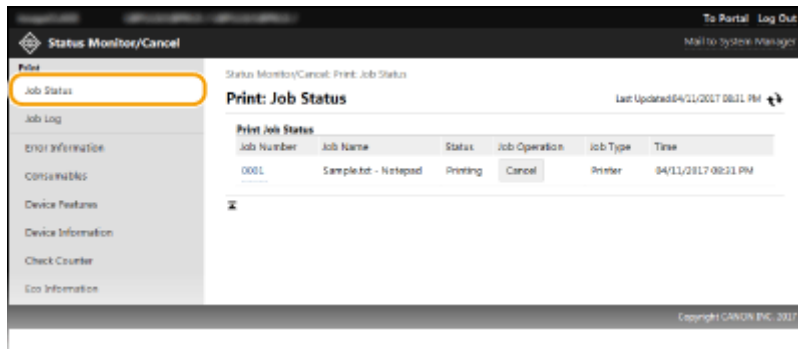 To Portal Log Out
Status Monitor/Cancel
Mail to System Manager
Print
Job Status
Job Log
Error Information
Consumables
Device Features
Device Information
Check Counter
Eco Information
Status Monitor/Cancel: Print: Job Status
Print: Job Status
Last Updated:04/11/2017 08:31 PM
Print Job Status
Job Number Job Name Status Job Operation Job Type Time
0001 Sample.txt - Notepad Printing Cancel Printer 04/11/2017 08:31 PM
Copyright CANON INC. 2017